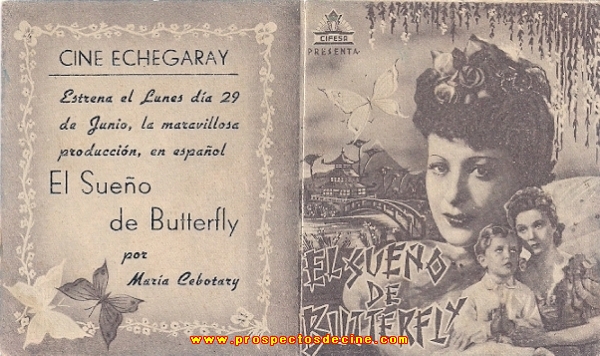 CINE ECHEGARAY
Estrena el Lunes día 29
de Junio, la maravillosa
producción, en español
El Sueño
de Butterfly
por
María Cebotary
CIFESA
PRESENTA
EL SUEÑO
DE
BUTTERFLY
www.prospectosdecine.com